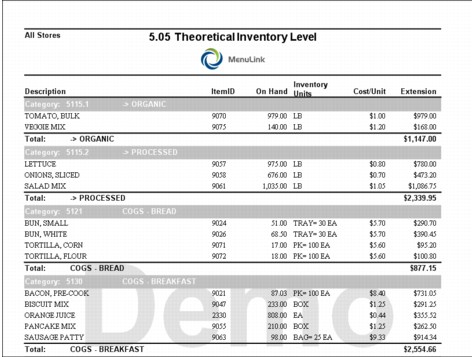 All Stores 5.05 Theoretical Inventory Level
MenuLink
Description ItemID On Hand Inventory Units Cost/Unit Extension
Category: 5115.1 -> ORGANIC
TOMATO, BULK 9070 979.00 LB $1.00 $979.00
VEGGIE MIX 9075 140.00 LB $1.20 $168.00
Total: -> ORGANIC $1,147.00
Category: 5115.2 -> PROCESSED
LETTUCE 9057 975.00 LB $0.80 $780.00
ONIONS, SLICED 9058 676.00 LB $0.70 $473.20
SALAD MIX 9061 1,035.00 LB $1.05 $1,086.75
Total: -> PROCESSED $2,339.95
Category: 5121 COGS - BREAD
BUN, SMALL 9024 51.00 TRAY= 30 EA $5.70 $290.70
BUN, WHITE 9026 68.50 TRAY= 30 EA $5.70 $390.45
TORTILLA, CORN 9071 17.00 PK= 100 EA $5.60 $95.20
TORTILLA, FLOUR 9072 18.00 PK= 100 EA $5.60 $100.80
Total: COGS - BREAD $877.15
Category: 5130 COGS - BREAKFAST
BACON, PRE-COOK 9021 87.03 PK= 100 EA $8.40 $731.05
BISCUIT MIX 9047 233.00 BOX $1.25 $291.25
ORANGE JUICE 2330 808.00 EA $0.44 $355.52
PANCAKE MIX 9055 210.00 BOX $1.25 $262.50
SAUSAGE PATTY 9063 98.00 BAG= 25 EA $9.33 $914.34
Total: COGS - BREAKFAST $2,554.66
Demo